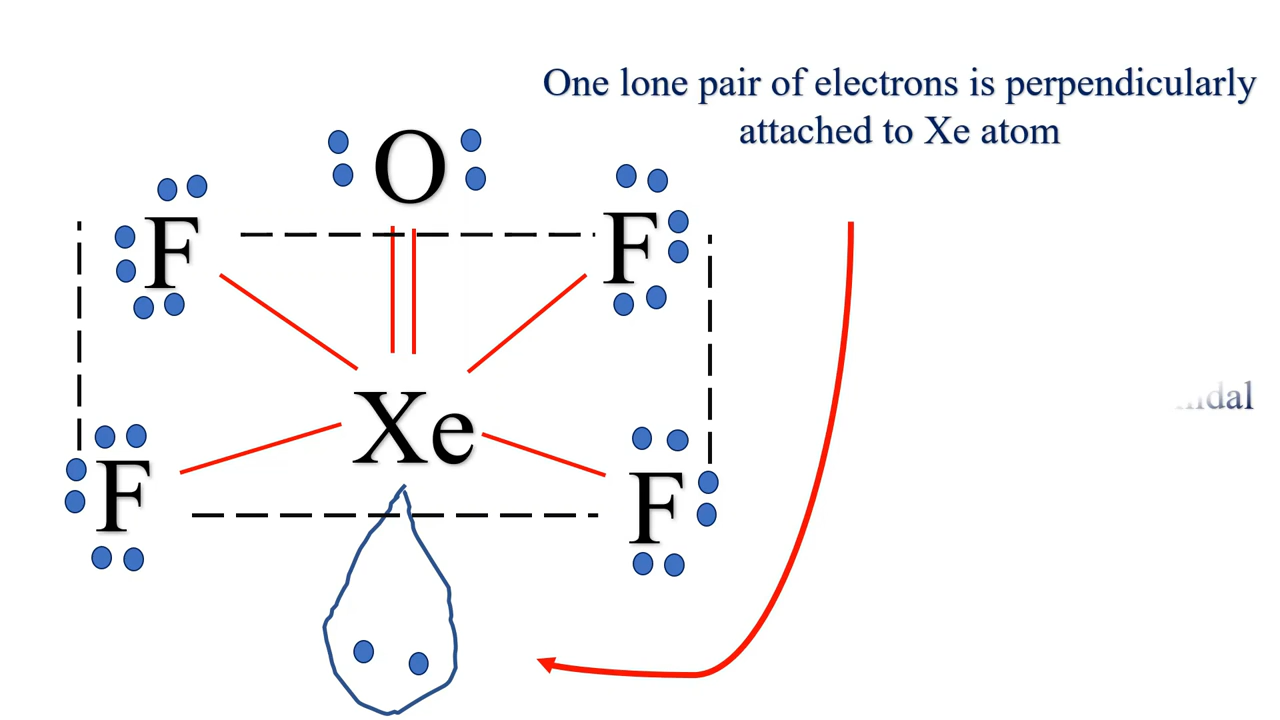 One lone pair of electrons is perpendicularly
attached to Xe atom
O
F
F
Xe
F
F